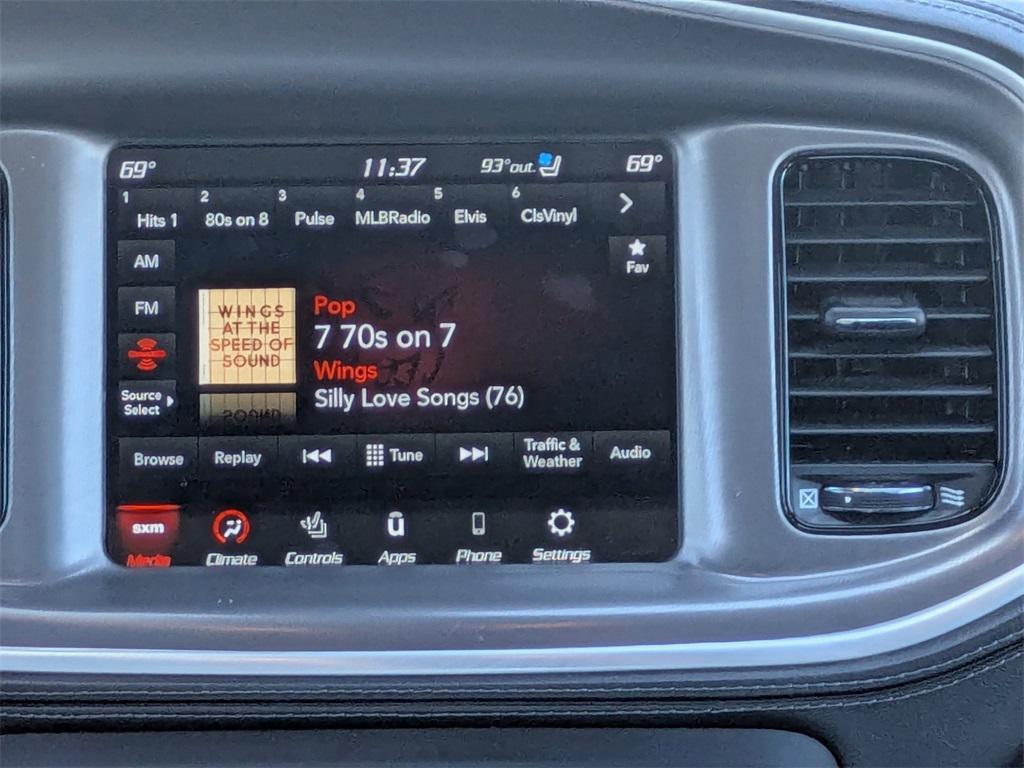 69° 11:37 93°out. 69°
1 2 3 4 5 6
Hits 1 80s on 8 Pulse MLBRadio Elvis ClsVinyl
AM
Fav
FM
WINGS
AT THE
SPEED OF
SOUND
Pop
7 70s on 7
Wings
Silly Love Songs (76)
Source
Select
SOUND
Browse Replay Tune Traffic &
Weather Audio
sxm
Media Climate Controls Apps Phone Settings